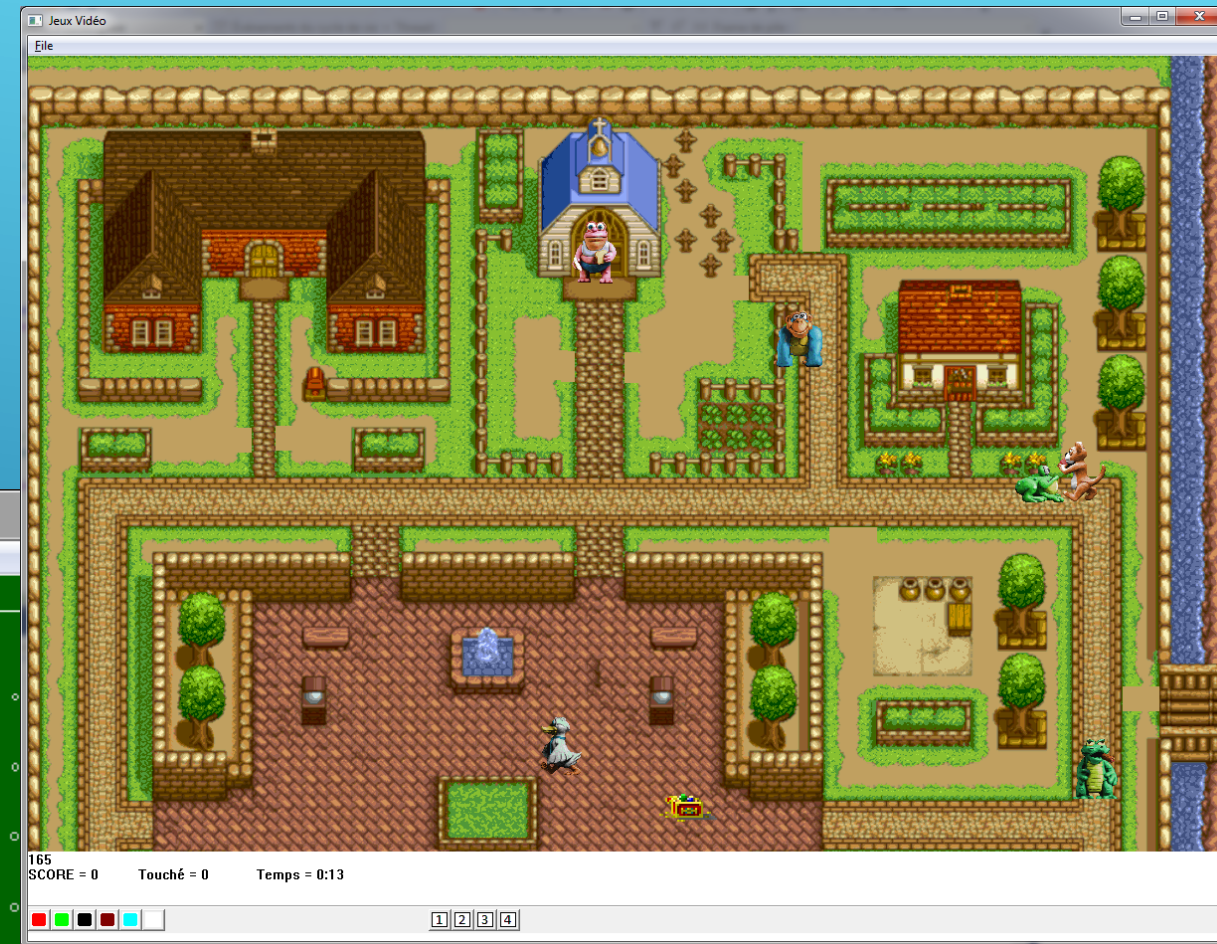 Jeux Vidéo
File
165
SCORE = 0 Touché = 0 Temps = 0:13
1 2 3 4